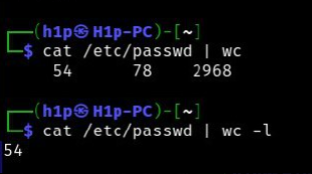 ┌──(h1p㉿H1p-PC)-[~]
└─$ cat /etc/passwd | wc
     54      78    2968
┌──(h1p㉿H1p-PC)-[~]
└─$ cat /etc/passwd | wc -l
54